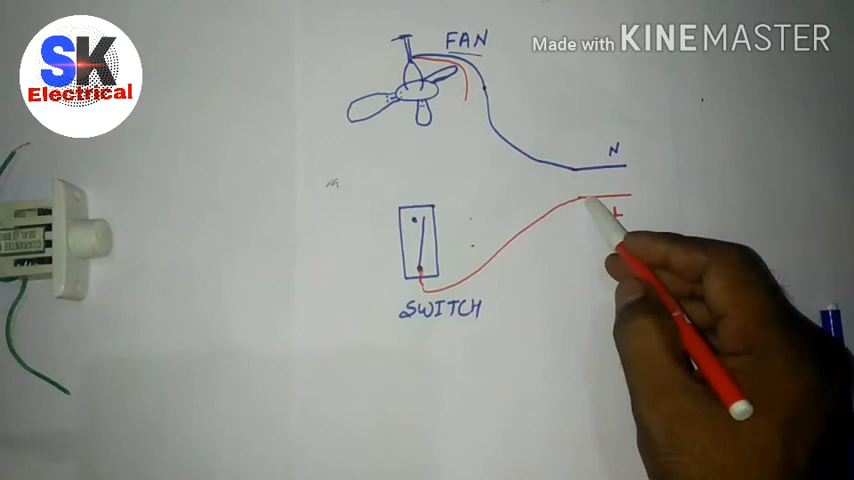 SK
Electrical
Made with KINEMASTER
FAN
N
L
SWITCH